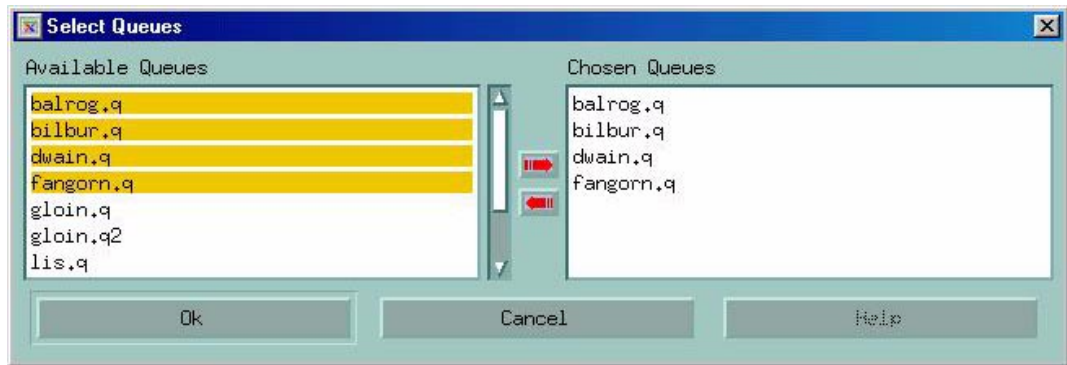 Select Queues
Available Queues
balrog.q
bilbur.q
dwain.q
fangorn.q
gloin.q
gloin.q2
lis.q
Chosen Queues
balrog.q
bilbur.q
dwain.q
fangorn.q
Ok
Cancel
Help